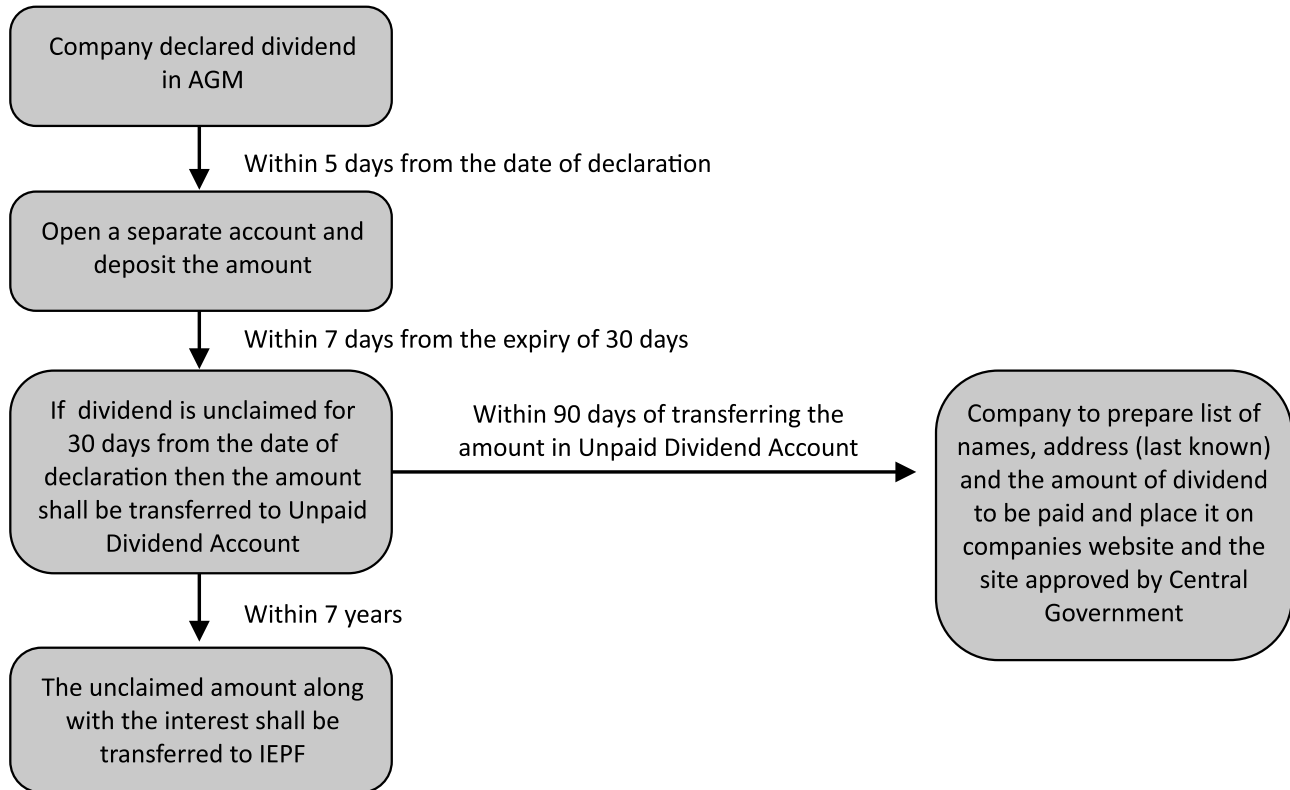 Company declared dividend
in AGM
Within 5 days from the date of declaration
Open a separate account and
deposit the amount
Within 7 days from the expiry of 30 days
If dividend is unclaimed for
30 days from the date of
declaration then the amount
shall be transferred to Unpaid
Dividend Account
Within 90 days of transferring the
amount in Unpaid Dividend Account
Company to prepare list of
names, address (last known)
and the amount of dividend
to be paid and place it on
companies website and the
site approved by Central
Government
Within 7 years
The unclaimed amount along
with the interest shall be
transferred to IEPF